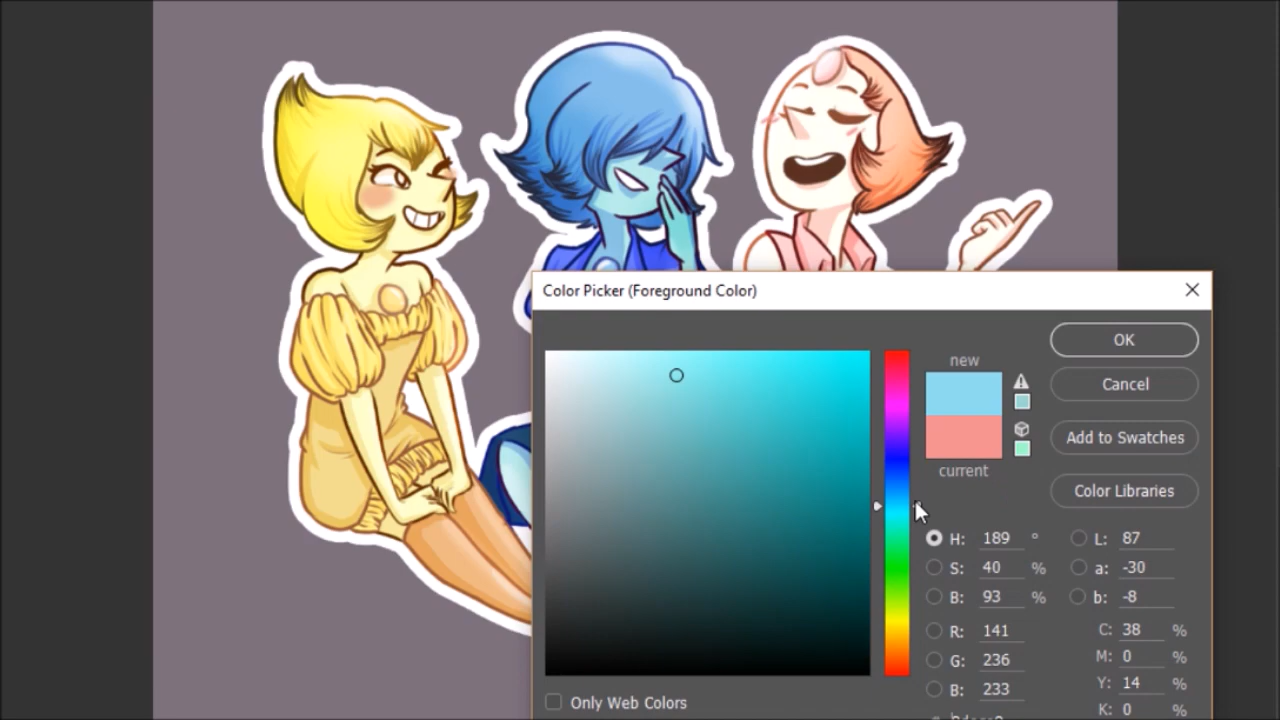 Color Picker (Foreground Color)
new
current
OK
Cancel
Add to Swatches
Color Libraries
H: 189 °
S: 40 %
B: 93 %
R: 141
G: 236
B: 233
L: 87
a: -30
b: -8
C: 38 %
M: 0 %
Y: 14 %
K: 0 %
Only Web Colors